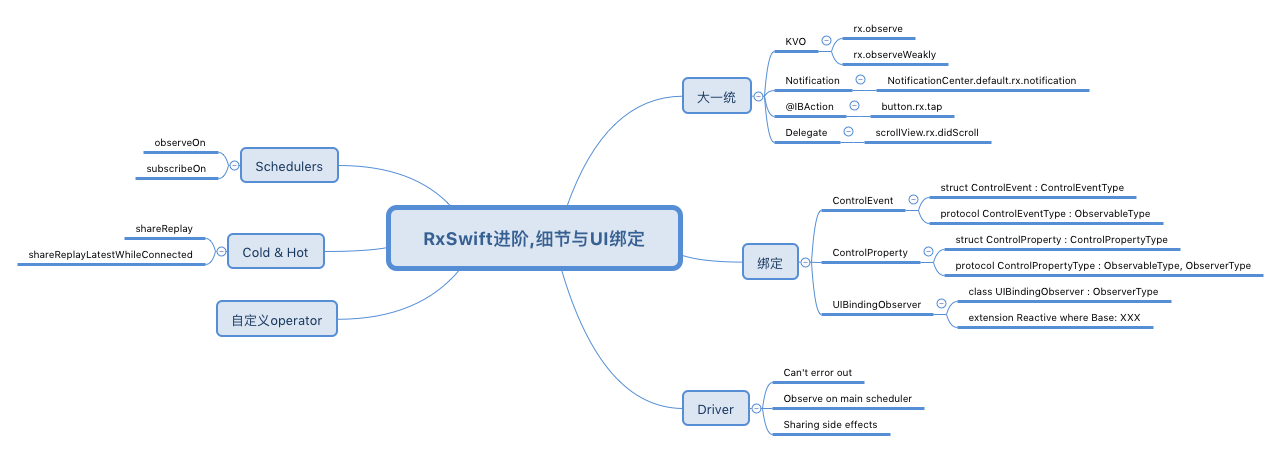 RxSwift进阶,细节与UI绑定
大一统
KVO
rx.observe
rx.observeWeakly
Notification
NotificationCenter.default.rx.notification
@IBAction
button.rx.tap
Delegate
scrollView.rx.didScroll
绑定
ControlEvent
struct ControlEvent : ControlEventType
protocol ControlEventType : ObservableType
ControlProperty
struct ControlProperty : ControlPropertyType
protocol ControlPropertyType : ObservableType, ObserverType
UIBindingObserver
class UIBindingObserver : ObserverType
extension Reactive where Base: XXX
Driver
Can't error out
Observe on main scheduler
Sharing side effects
Schedulers
observeOn
subscribeOn
Cold & Hot
shareReplay
shareReplayLatestWhileConnected
自定义operator